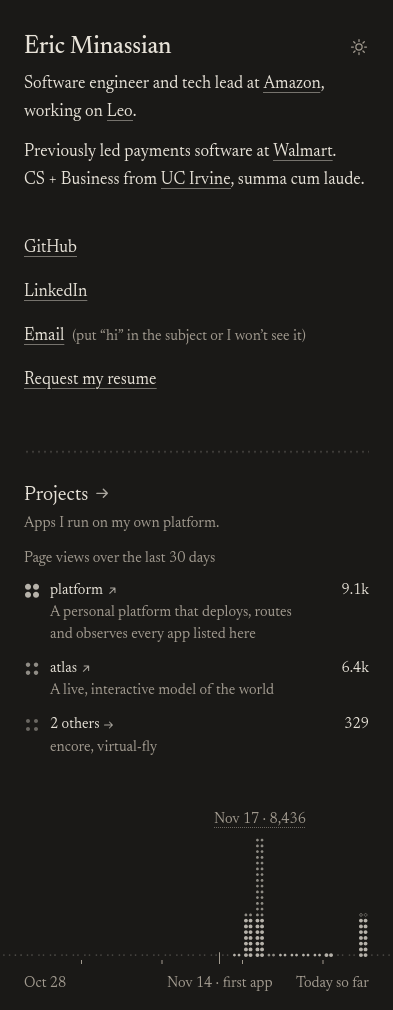 Eric Minassian
Software engineer and tech lead at Amazon,
working on Leo.
Previously led payments software at Walmart.
CS + Business from UC Irvine, summa cum laude.
GitHub
LinkedIn
Email (put “hi” in the subject or I won’t see it)
Request my resume
Projects →
Apps I run on my own platform.
Page views over the last 30 days
platform ↗ 9.1k
A personal platform that deploys, routes
and observes every app listed here
atlas ↗ 6.4k
A live, interactive model of the world
2 others → 329
encore, virtual-fly
Nov 17 · 8,436
Oct 28 Nov 14 · first app Today so far